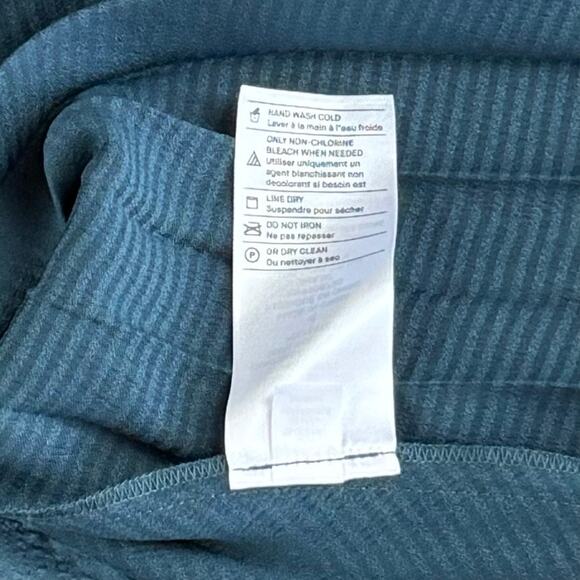 HAND WASH COLD
Laver à la main à l'eau froide
ONLY NON-CHLORINE
BLEACH WHEN NEEDED
Utiliser uniquement un
agent blanchissant non
decolorant si besoin est
LINE DRY
Suspendre pour sécher
DO NOT IRON
Ne pas repasser
P
OR DRY CLEAN
Ou nettoyer à sec